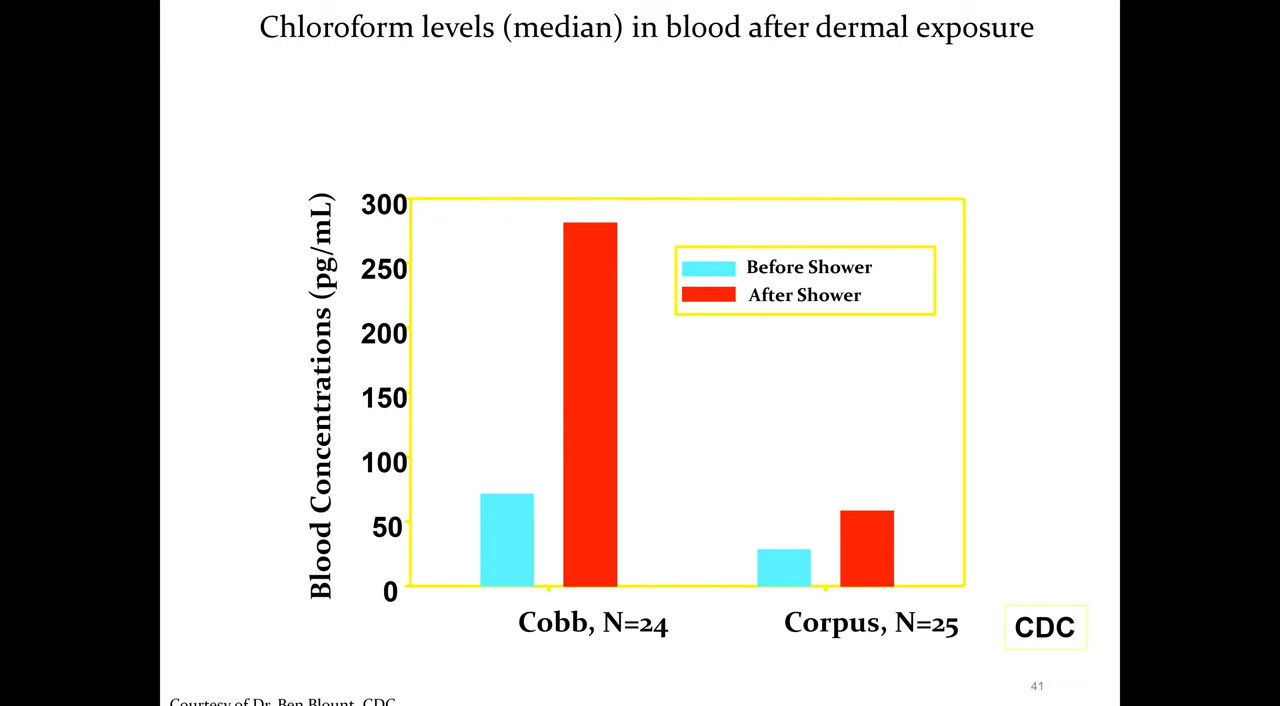 Chloroform levels (median) in blood after dermal exposure
Blood Concentrations (pg/mL)
300
250
200
150
100
50
0
Before Shower
After Shower
Cobb, N=24
Corpus, N=25
CDC
41
Courtesy of Dr. Ben Blount, CDC